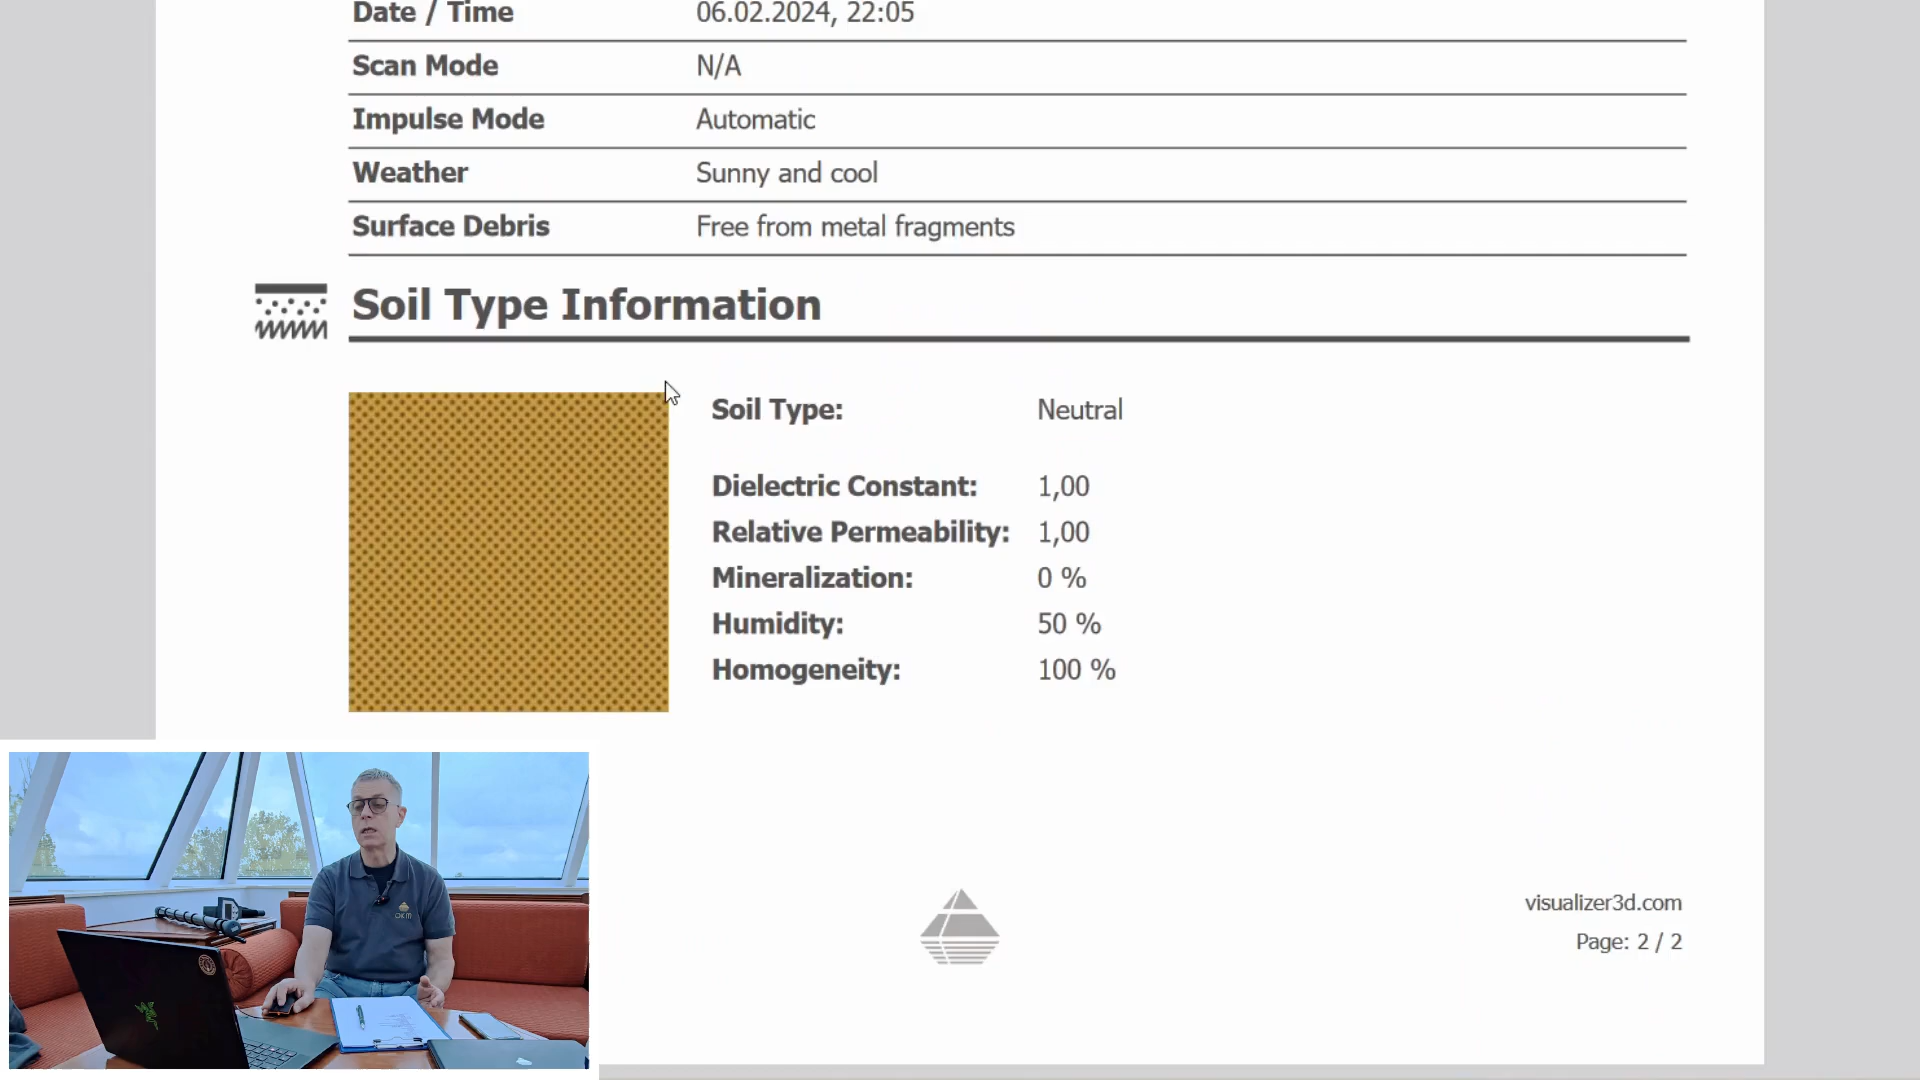 Date / Time 06.02.2024, 22:05
Scan Mode N/A
Impulse Mode Automatic
Weather Sunny and cool
Surface Debris Free from metal fragments
Soil Type Information
Soil Type: Neutral
Dielectric Constant: 1,00
Relative Permeability: 1,00
Mineralization: 0 %
Humidity: 50 %
Homogeneity: 100 %
OKM
visualizer3d.com
Page: 2 / 2